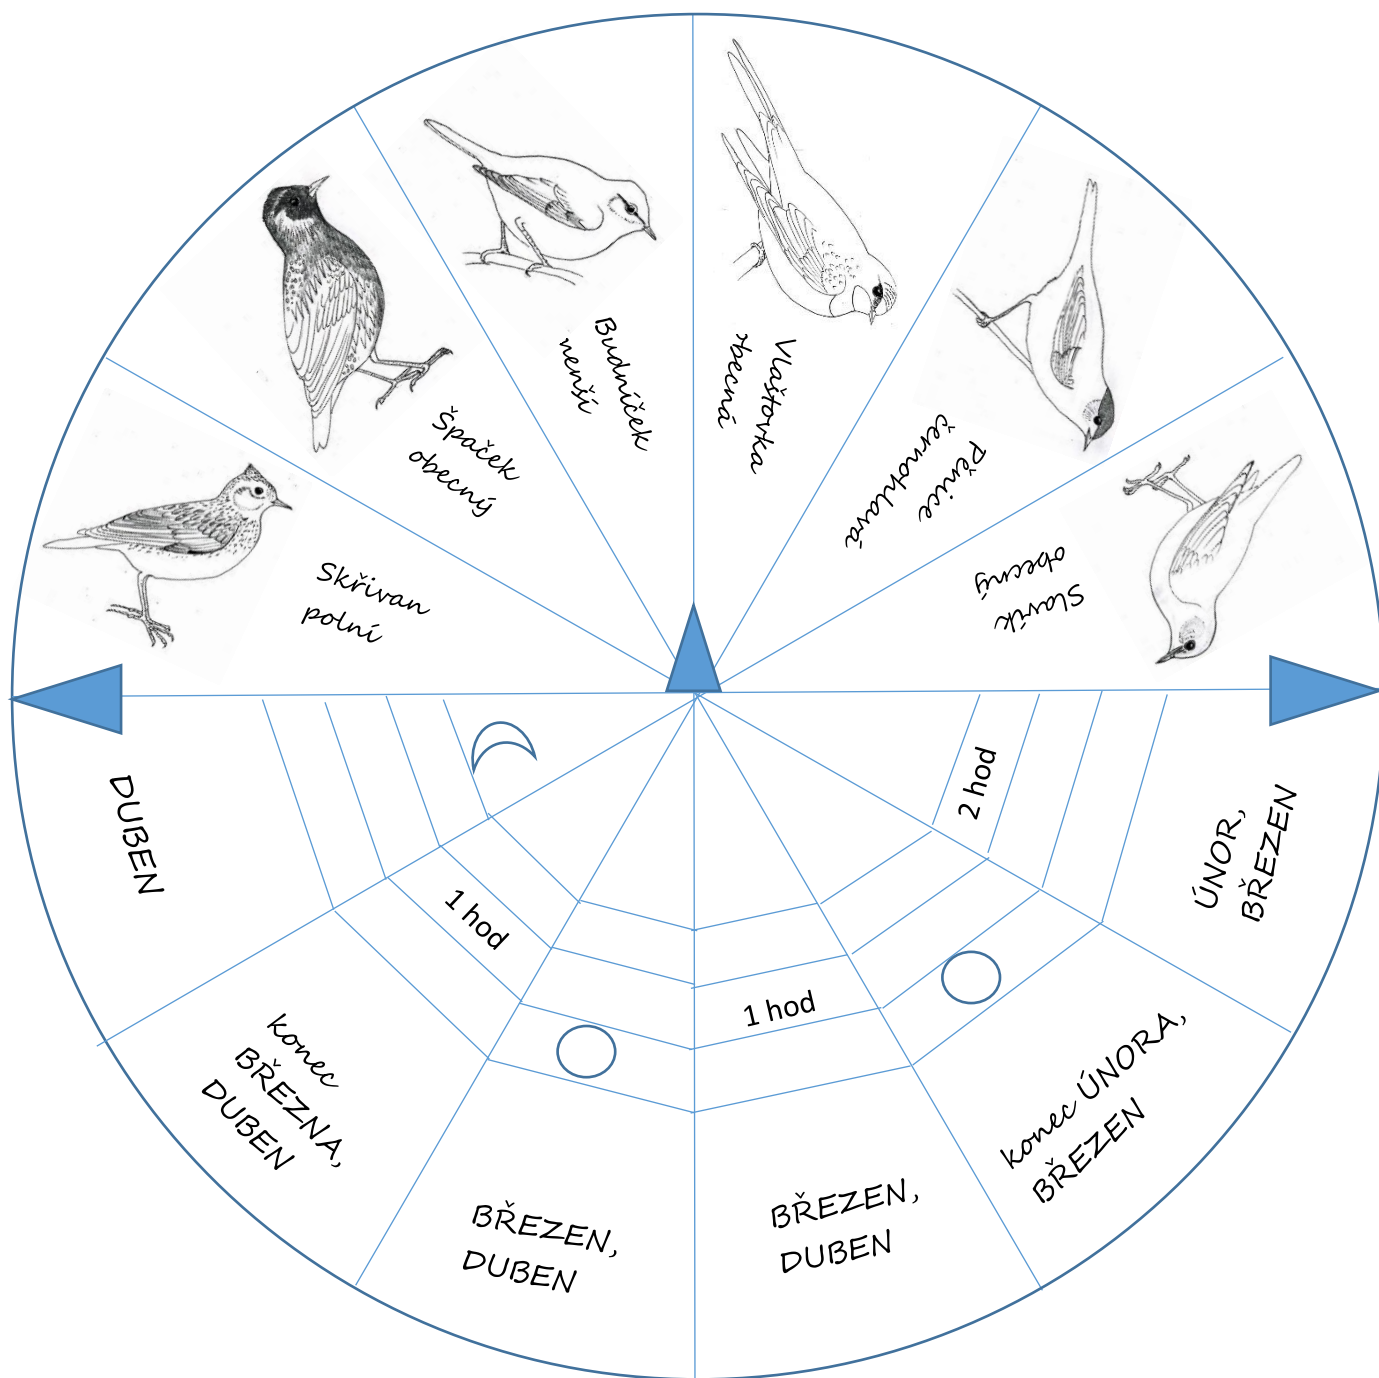 Skřivan
polní
Špaček
obecný
Budníček
nenší
Vlaštovka
obecná
Pěnice
černohlavá
Slavík
obecný
2 hod
ÚNOR,
BŘEZEN
konec ÚNORA,
BŘEZEN
1 hod
BŘEZEN,
DUBEN
BŘEZEN,
DUBEN
1 hod
konec
BŘEZNA,
DUBEN
DUBEN